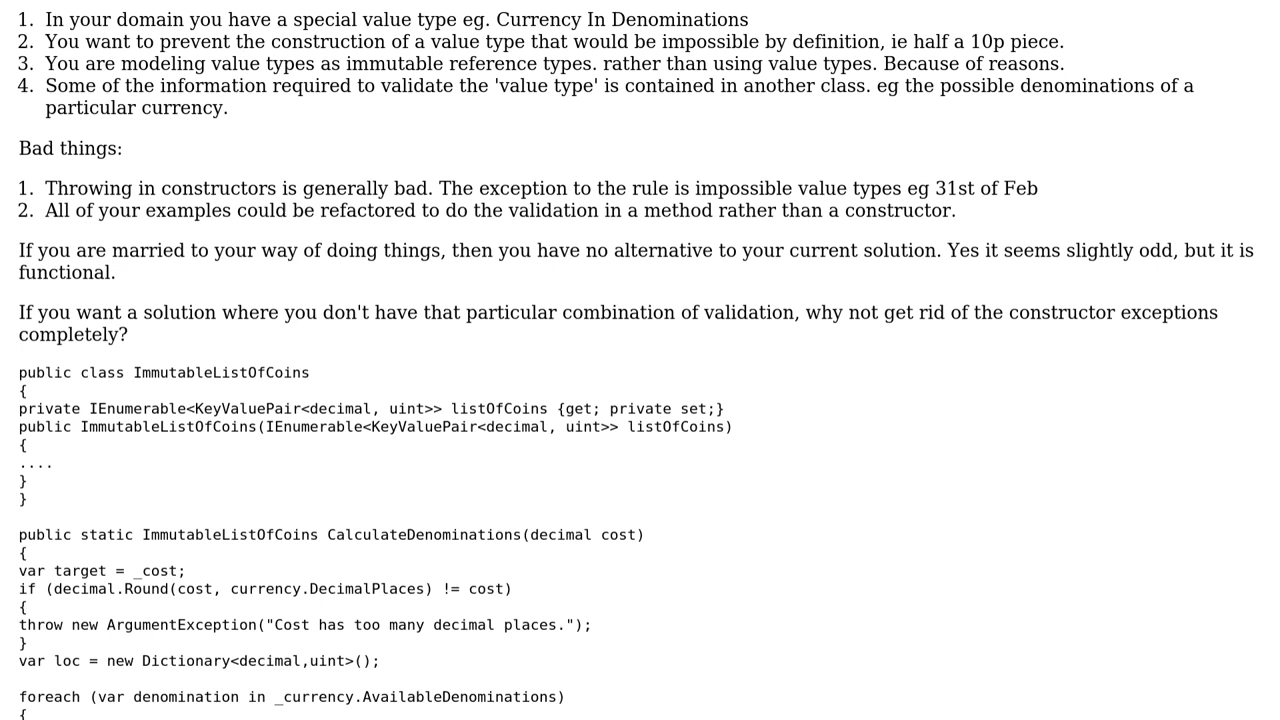 1. In your domain you have a special value type eg. Currency In Denominations
2. You want to prevent the construction of a value type that would be impossible by definition, ie half a 10p piece.
3. You are modeling value types as immutable reference types. rather than using value types. Because of reasons.
4. Some of the information required to validate the 'value type' is contained in another class. eg the possible denominations of a
particular currency.
Bad things:
1. Throwing in constructors is generally bad. The exception to the rule is impossible value types eg 31st of Feb
2. All of your examples could be refactored to do the validation in a method rather than a constructor.
If you are married to your way of doing things, then you have no alternative to your current solution. Yes it seems slightly odd, but it is
functional.
If you want a solution where you don't have that particular combination of validation, why not get rid of the constructor exceptions
completely?
public class ImmutableListOfCoins
{
private IEnumerable<KeyValuePair<decimal, uint>> listOfCoins {get; private set;}
public ImmutableListOfCoins(IEnumerable<KeyValuePair<decimal, uint>> listOfCoins)
{
....
}
}
public static ImmutableListOfCoins CalculateDenominations(decimal cost)
{
var target = _cost;
if (decimal.Round(cost, currency.DecimalPlaces) != cost)
{
throw new ArgumentException("Cost has too many decimal places.");
}
var loc = new Dictionary<decimal,uint>();
foreach (var denomination in _currency.AvailableDenominations)
{